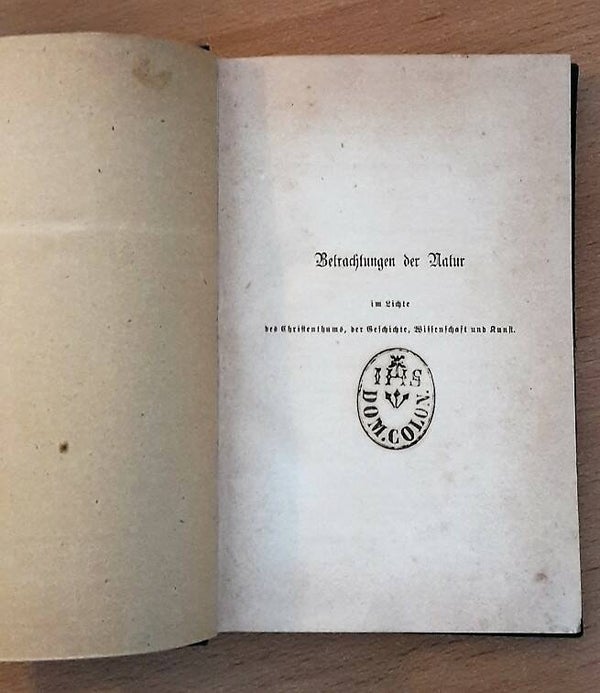 Betrachtungen der Natur
im Lichte
des Christenthums, der Geschichte, Wissenschaft und Kunst.
IHS
DOM. COLON.